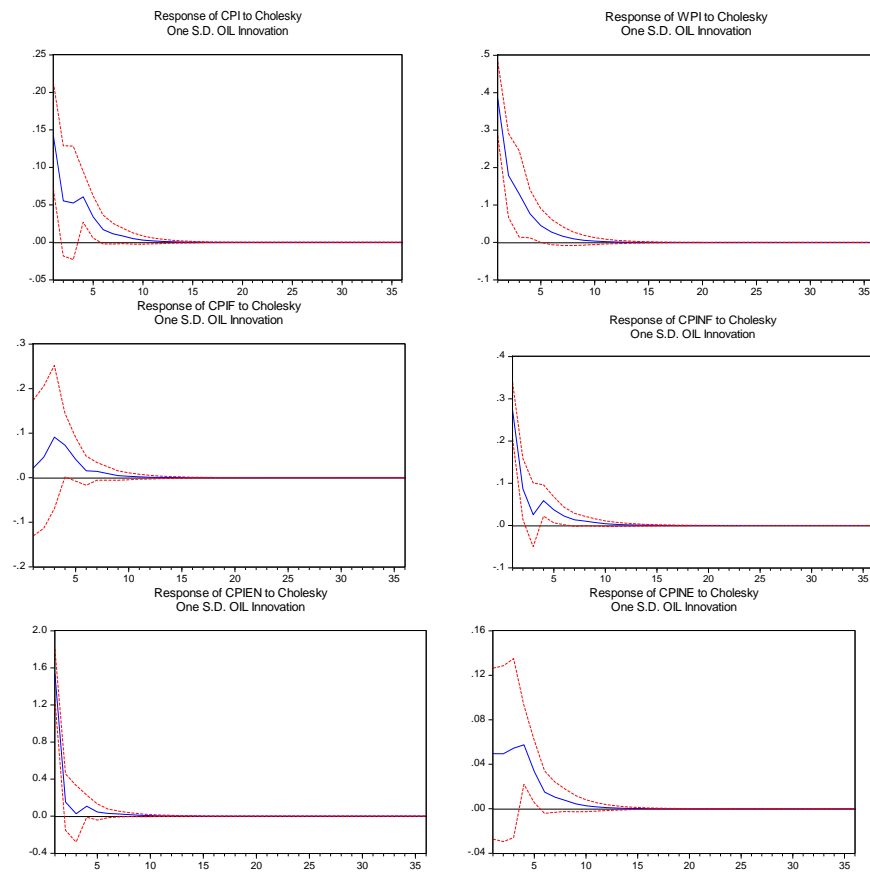 Response of CPI to Cholesky
One S.D. OIL Innovation
.25
.20
.15
.10
.05
.00
-.05
5 10 15 20 25 30 35
Response of WPI to Cholesky
One S.D. OIL Innovation
.5
.4
.3
.2
.1
.0
-.1
5 10 15 20 25 30 35
Response of CPIF to Cholesky
One S.D. OIL Innovation
.3
.2
.1
.0
-.1
-.2
5 10 15 20 25 30 35
Response of CPINF to Cholesky
One S.D. OIL Innovation
.4
.3
.2
.1
.0
-.1
5 10 15 20 25 30 35
Response of CPIEN to Cholesky
One S.D. OIL Innovation
2.0
1.6
1.2
0.8
0.4
0.0
-0.4
5 10 15 20 25 30 35
Response of CPINE to Cholesky
One S.D. OIL Innovation
.16
.12
.08
.04
.00
-.04
5 10 15 20 25 30 35